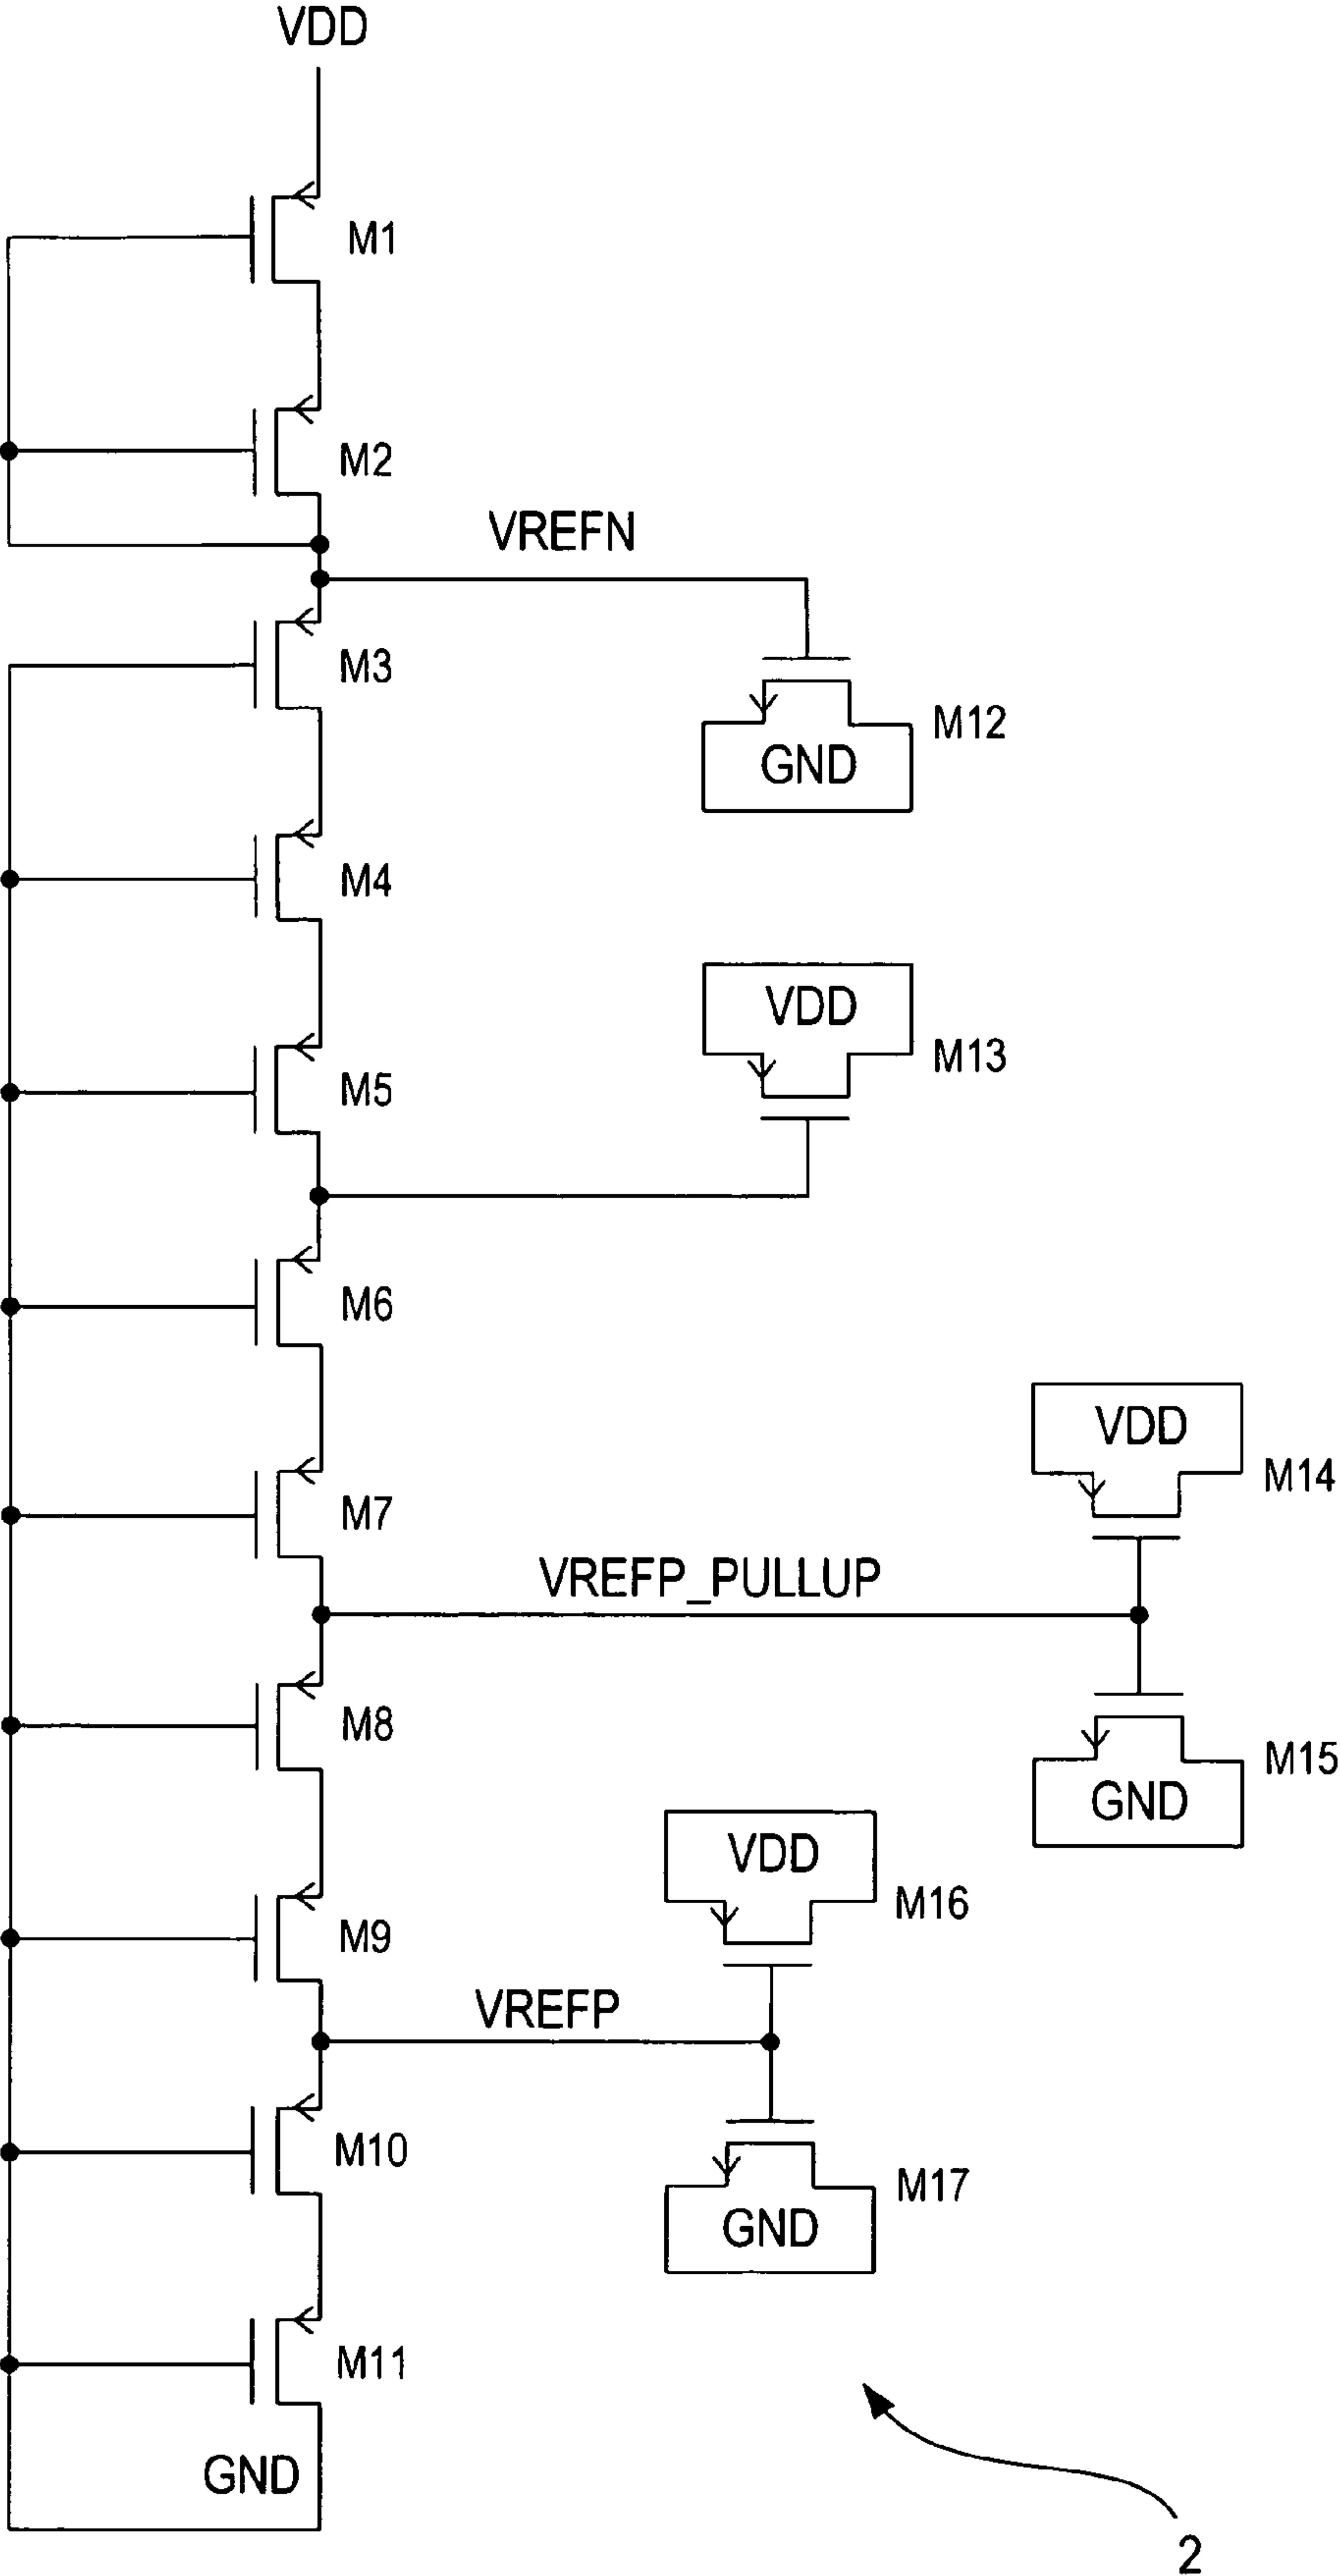 VDD
M1
M2
VREFN
M3
M12
GND
M4
VDD
M13
M5
M6
VDD
M14
M7
VREFP_PULLUP
M8
M15
GND
VDD
M16
M9
VREFP
M10
M17
GND
M11
GND
2